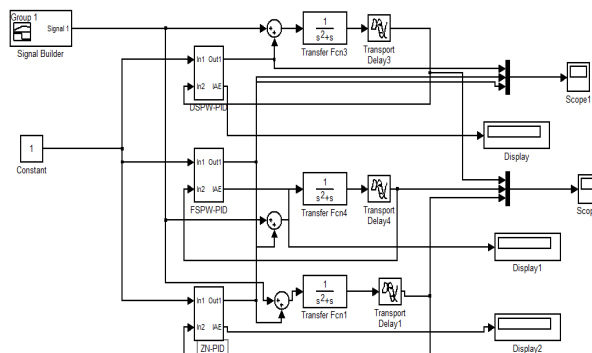 Group 1
Signal 1
Signal Builder
1
s²+s
Transfer Fcn3
Transport
Delay3
In1 Out1
In2 IAE
DSPW-PID
Scope1
Display
1
Constant
In1 Out1
In2 IAE
FSPW-PID
1
s²+s
Transfer Fcn4
Transport
Delay4
Scop
Display1
1
s²+s
Transfer Fcn1
Transport
Delay1
In1 Out1
In2 IAE
ZN-PID
Display2